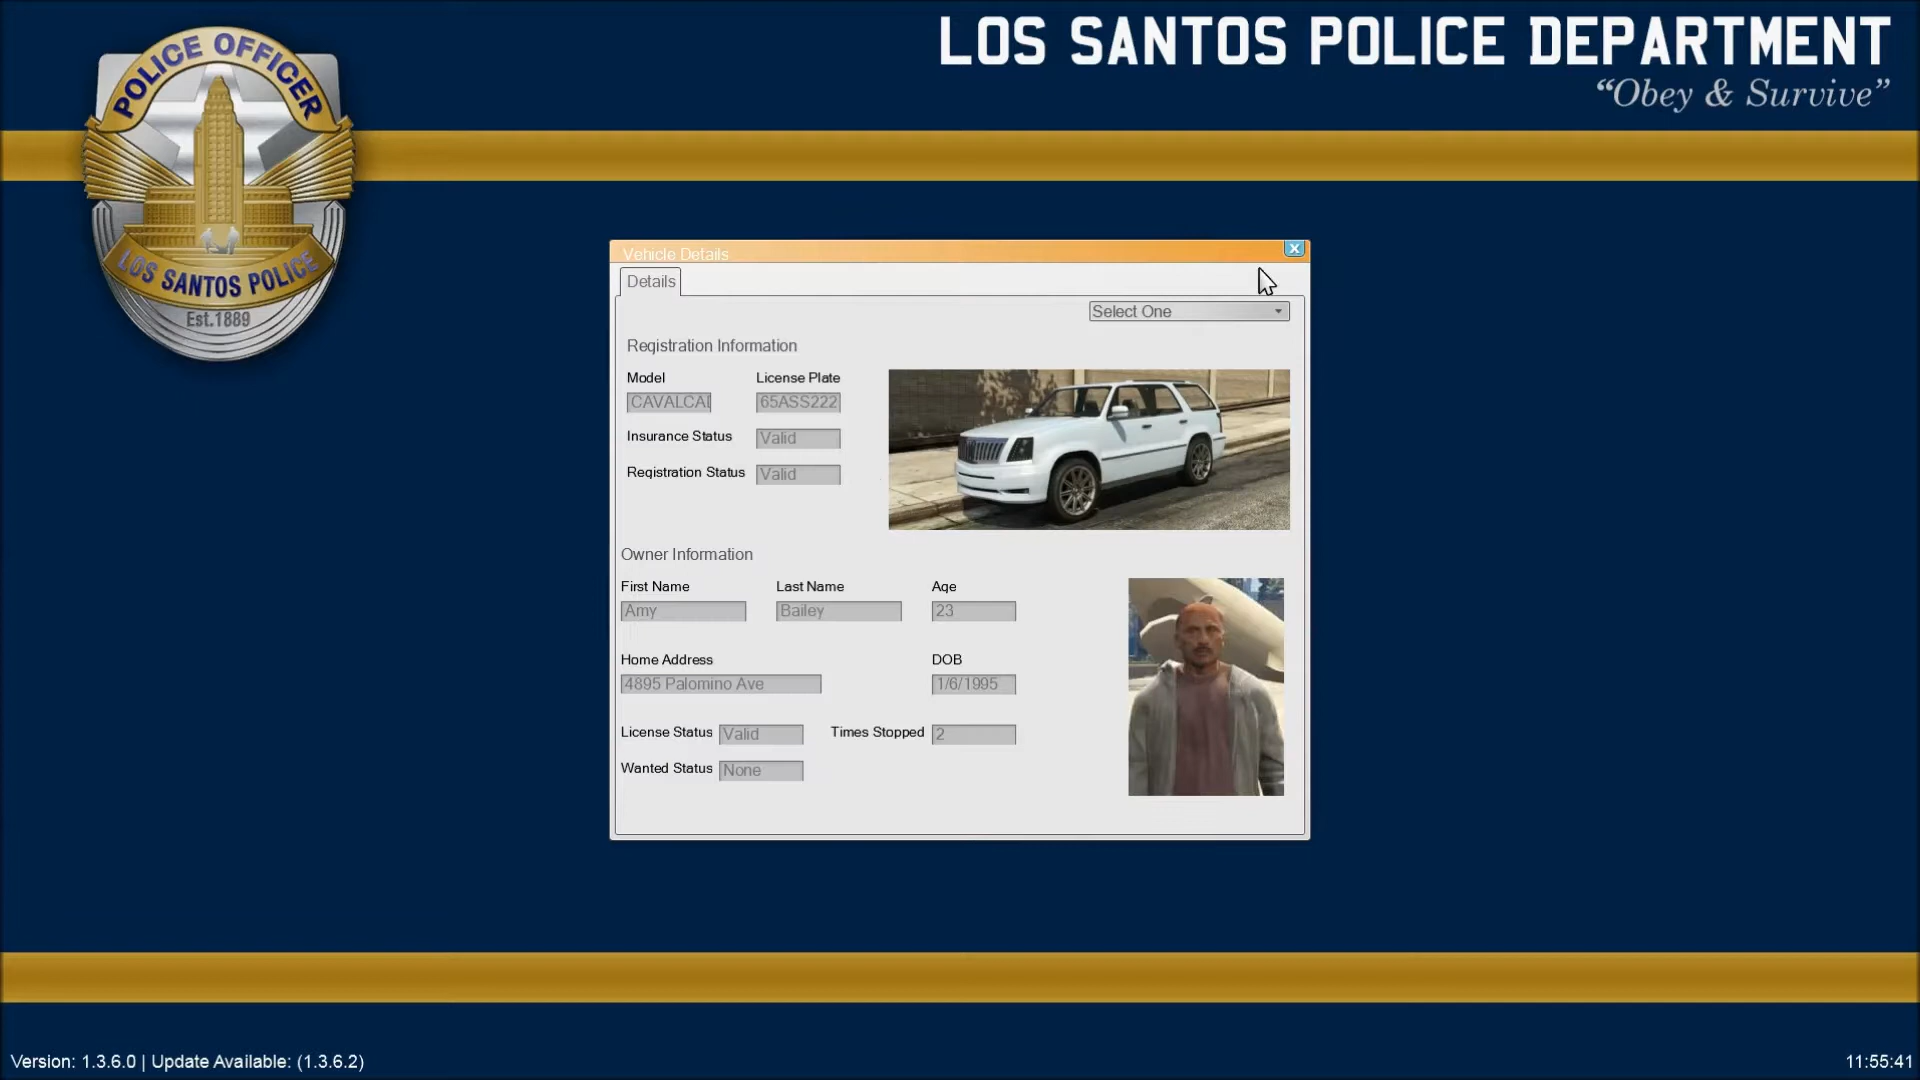 LOS SANTOS POLICE DEPARTMENT
“Obey & Survive”
POLICE OFFICER
LOS SANTOS POLICE
Est.1889
Vehicle Details
Details
Select One
Registration Information
Model License Plate
CAVALCAI 65ASS222
Insurance Status Valid
Registration Status Valid
Owner Information
First Name Last Name Age
Amy Bailey 23
Home Address DOB
4895 Palomino Ave 1/6/1995
License Status Valid Times Stopped 2
Wanted Status None
Version: 1.3.6.0 | Update Available: (1.3.6.2)
11:55:41